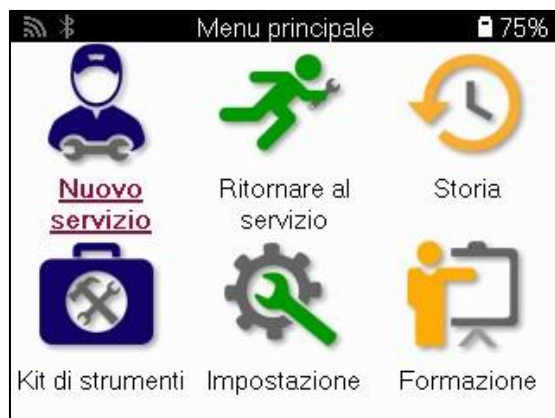 Menu principale 75%
Nuovo servizio
Ritornare al servizio
Storia
Kit di strumenti
Impostazione
Formazione